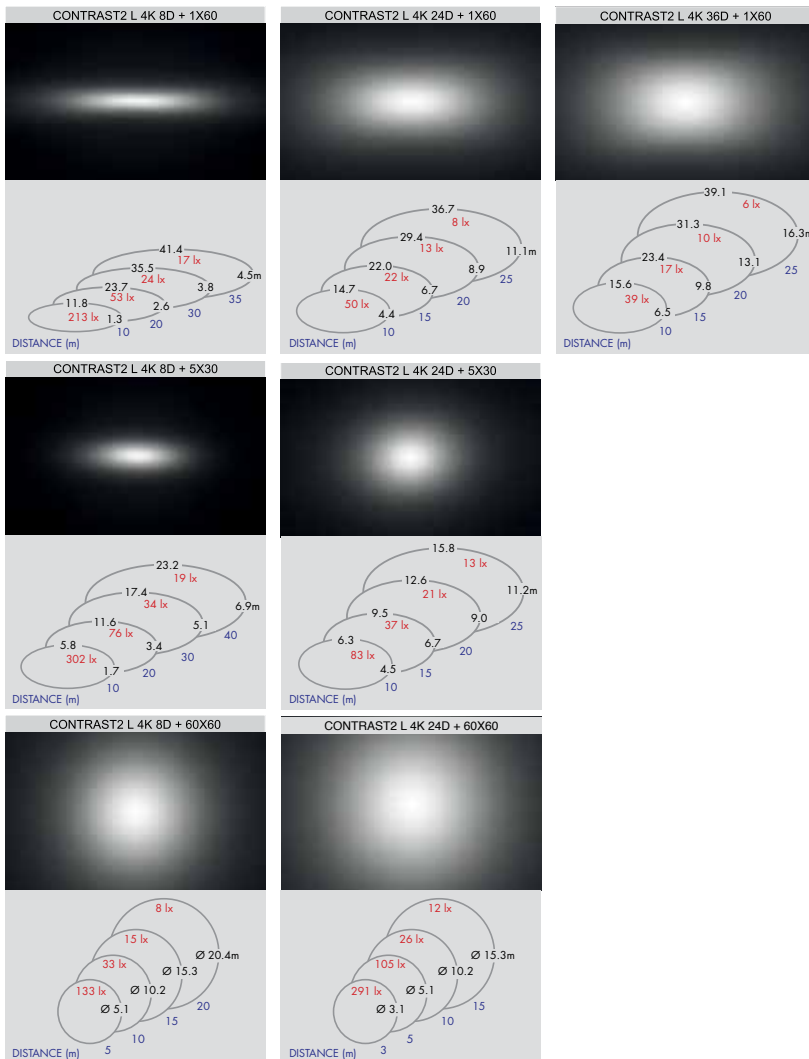 CONTRAST2 L 4K 8D + 1X60
41.4
17 lx
35.5
4.5m
24 lx
23.7
3.8
35
53 lx
11.8
2.6
30
213 lx
1.3
20
10
DISTANCE (m)
CONTRAST2 L 4K 24D + 1X60
36.7
8 lx
29.4
13 lx
11.1m
22.0
8.9
25
22 lx
14.7
6.7
20
50 lx
4.4
15
10
DISTANCE (m)
CONTRAST2 L 4K 36D + 1X60
39.1
6 lx
31.3
16.3m
10 lx
23.4
13.1
25
17 lx
15.6
9.8
20
39 lx
6.5
15
10
DISTANCE (m)
CONTRAST2 L 4K 8D + 5X30
23.2
19 lx
17.4
34 lx
6.9m
11.6
5.1
40
76 lx
5.8
3.4
30
302 lx
1.7
20
10
DISTANCE (m)
CONTRAST2 L 4K 24D + 5X30
15.8
13 lx
12.6
21 lx
11.2m
9.5
9.0
25
37 lx
6.3
6.7
20
83 lx
4.5
15
10
DISTANCE (m)
CONTRAST2 L 4K 8D + 60X60
8 lx
15 lx
Ø 20.4m
33 lx
Ø 15.3
133 lx
Ø 10.2
20
Ø 5.1
15
10
5
DISTANCE (m)
CONTRAST2 L 4K 24D + 60X60
12 lx
26 lx
Ø 15.3m
105 lx
Ø 10.2
291 lx
Ø 5.1
15
Ø 3.1
10
5
3
DISTANCE (m)